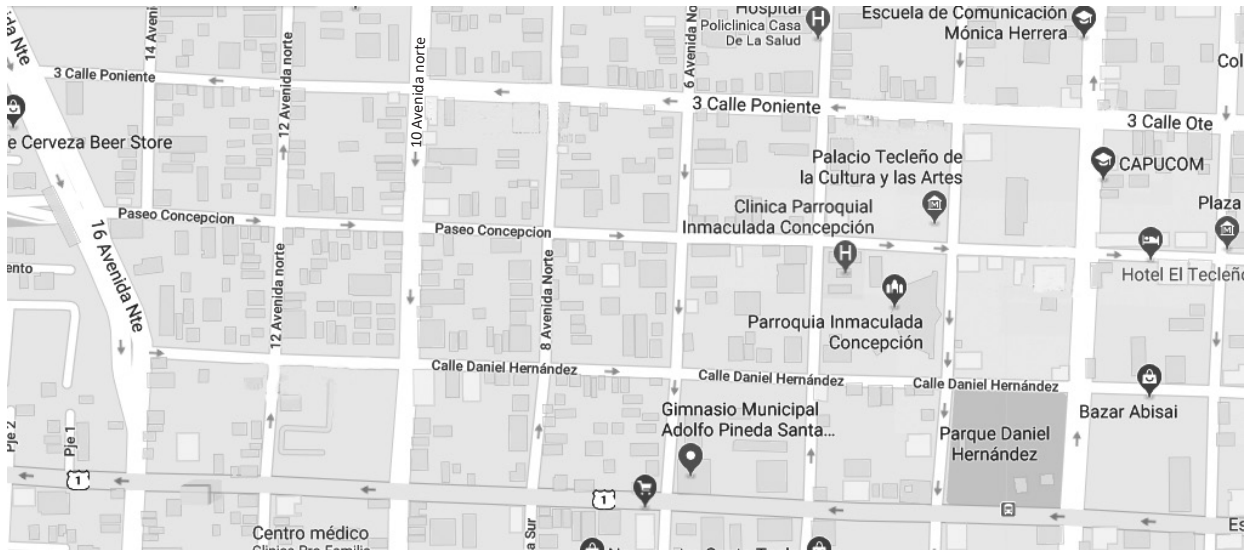 Hospital
Policlinica Casa
De La Salud
Escuela de Comunicación
Mónica Herrera
Nte
14 Aveni
12 Avenida norte
10 Avenida norte
6 Avenida No
Col
3 Calle Poniente
3 Calle Poniente
3 Calle Ote
e Cerveza Beer Store
Palacio Tecleño de
la Cultura y las Artes
CAPUCOM
Plaza
Clinica Parroquial
Inmaculada Concepción
Paseo Concepcion
Paseo Concepcion
ento
16 Avenida Nte
12 Avenida norte
8 Avenida Norte
Hotel El Tecleño
Parroquia Inmaculada
Concepción
Calle Daniel Hernández
Calle Daniel Hernández
Calle Daniel Hernández
Gimnasio Municipal
Adolfo Pineda Santa...
Bazar Abisai
Parque Daniel
Hernández
Pje 2
Pje 1
1
1
Centro médico
a Sur
Es